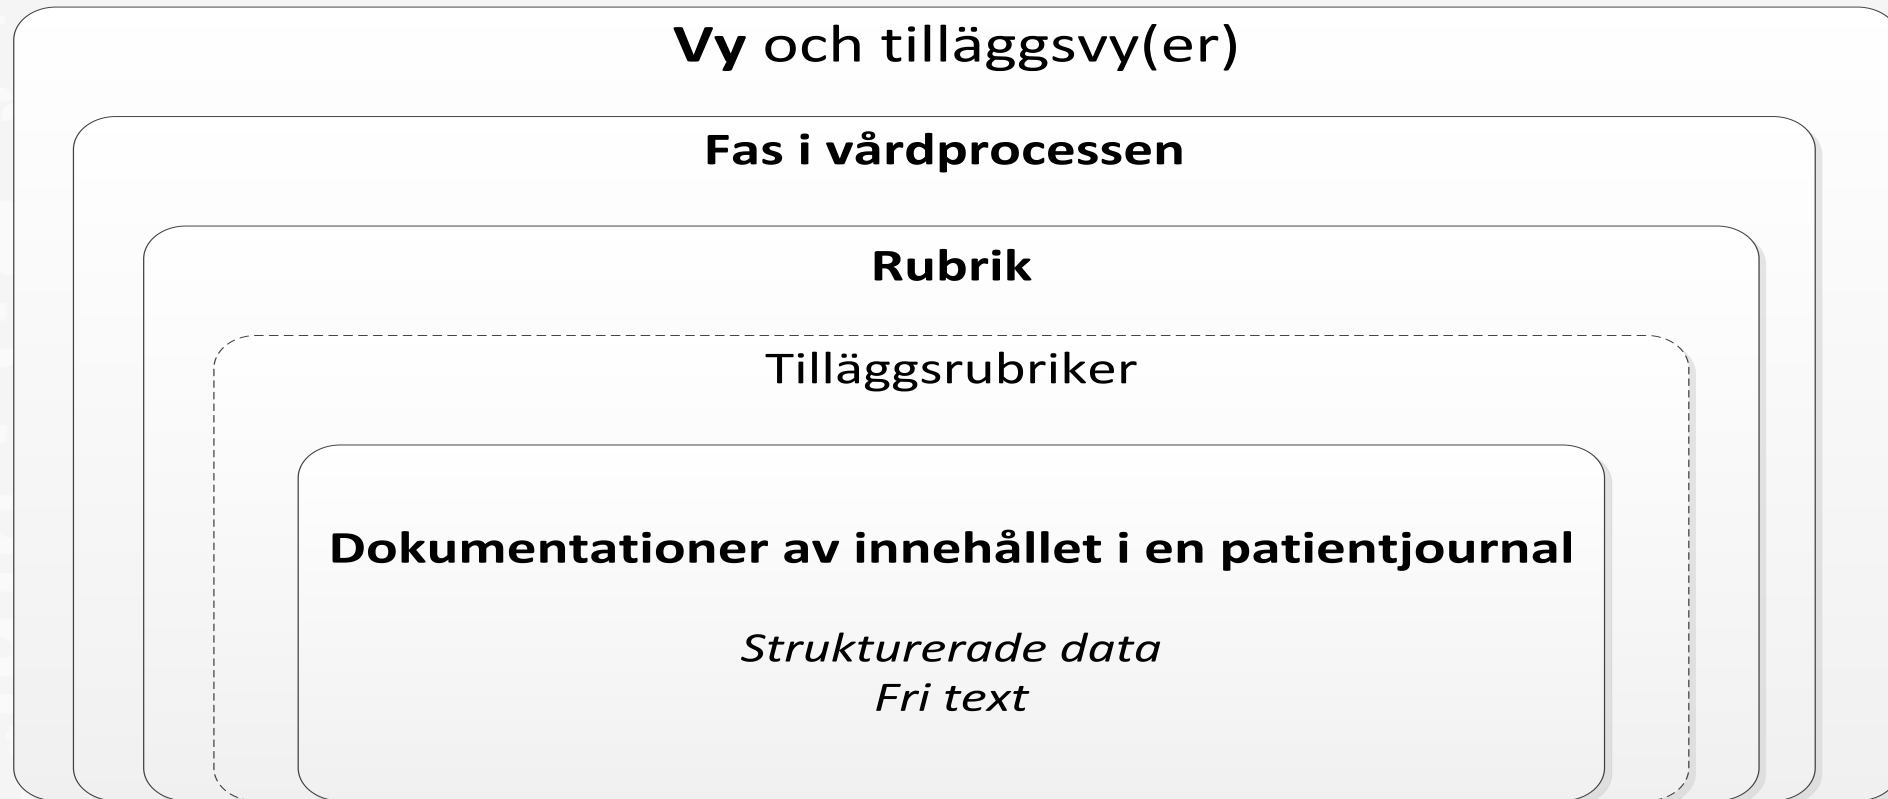 Vy och tilläggsvy(er)
Fas i vårdprocessen
Rubrik
Tilläggsrubriker
Dokumentationer av innehållet i en patientjournal
Strukturerade data
Fri text